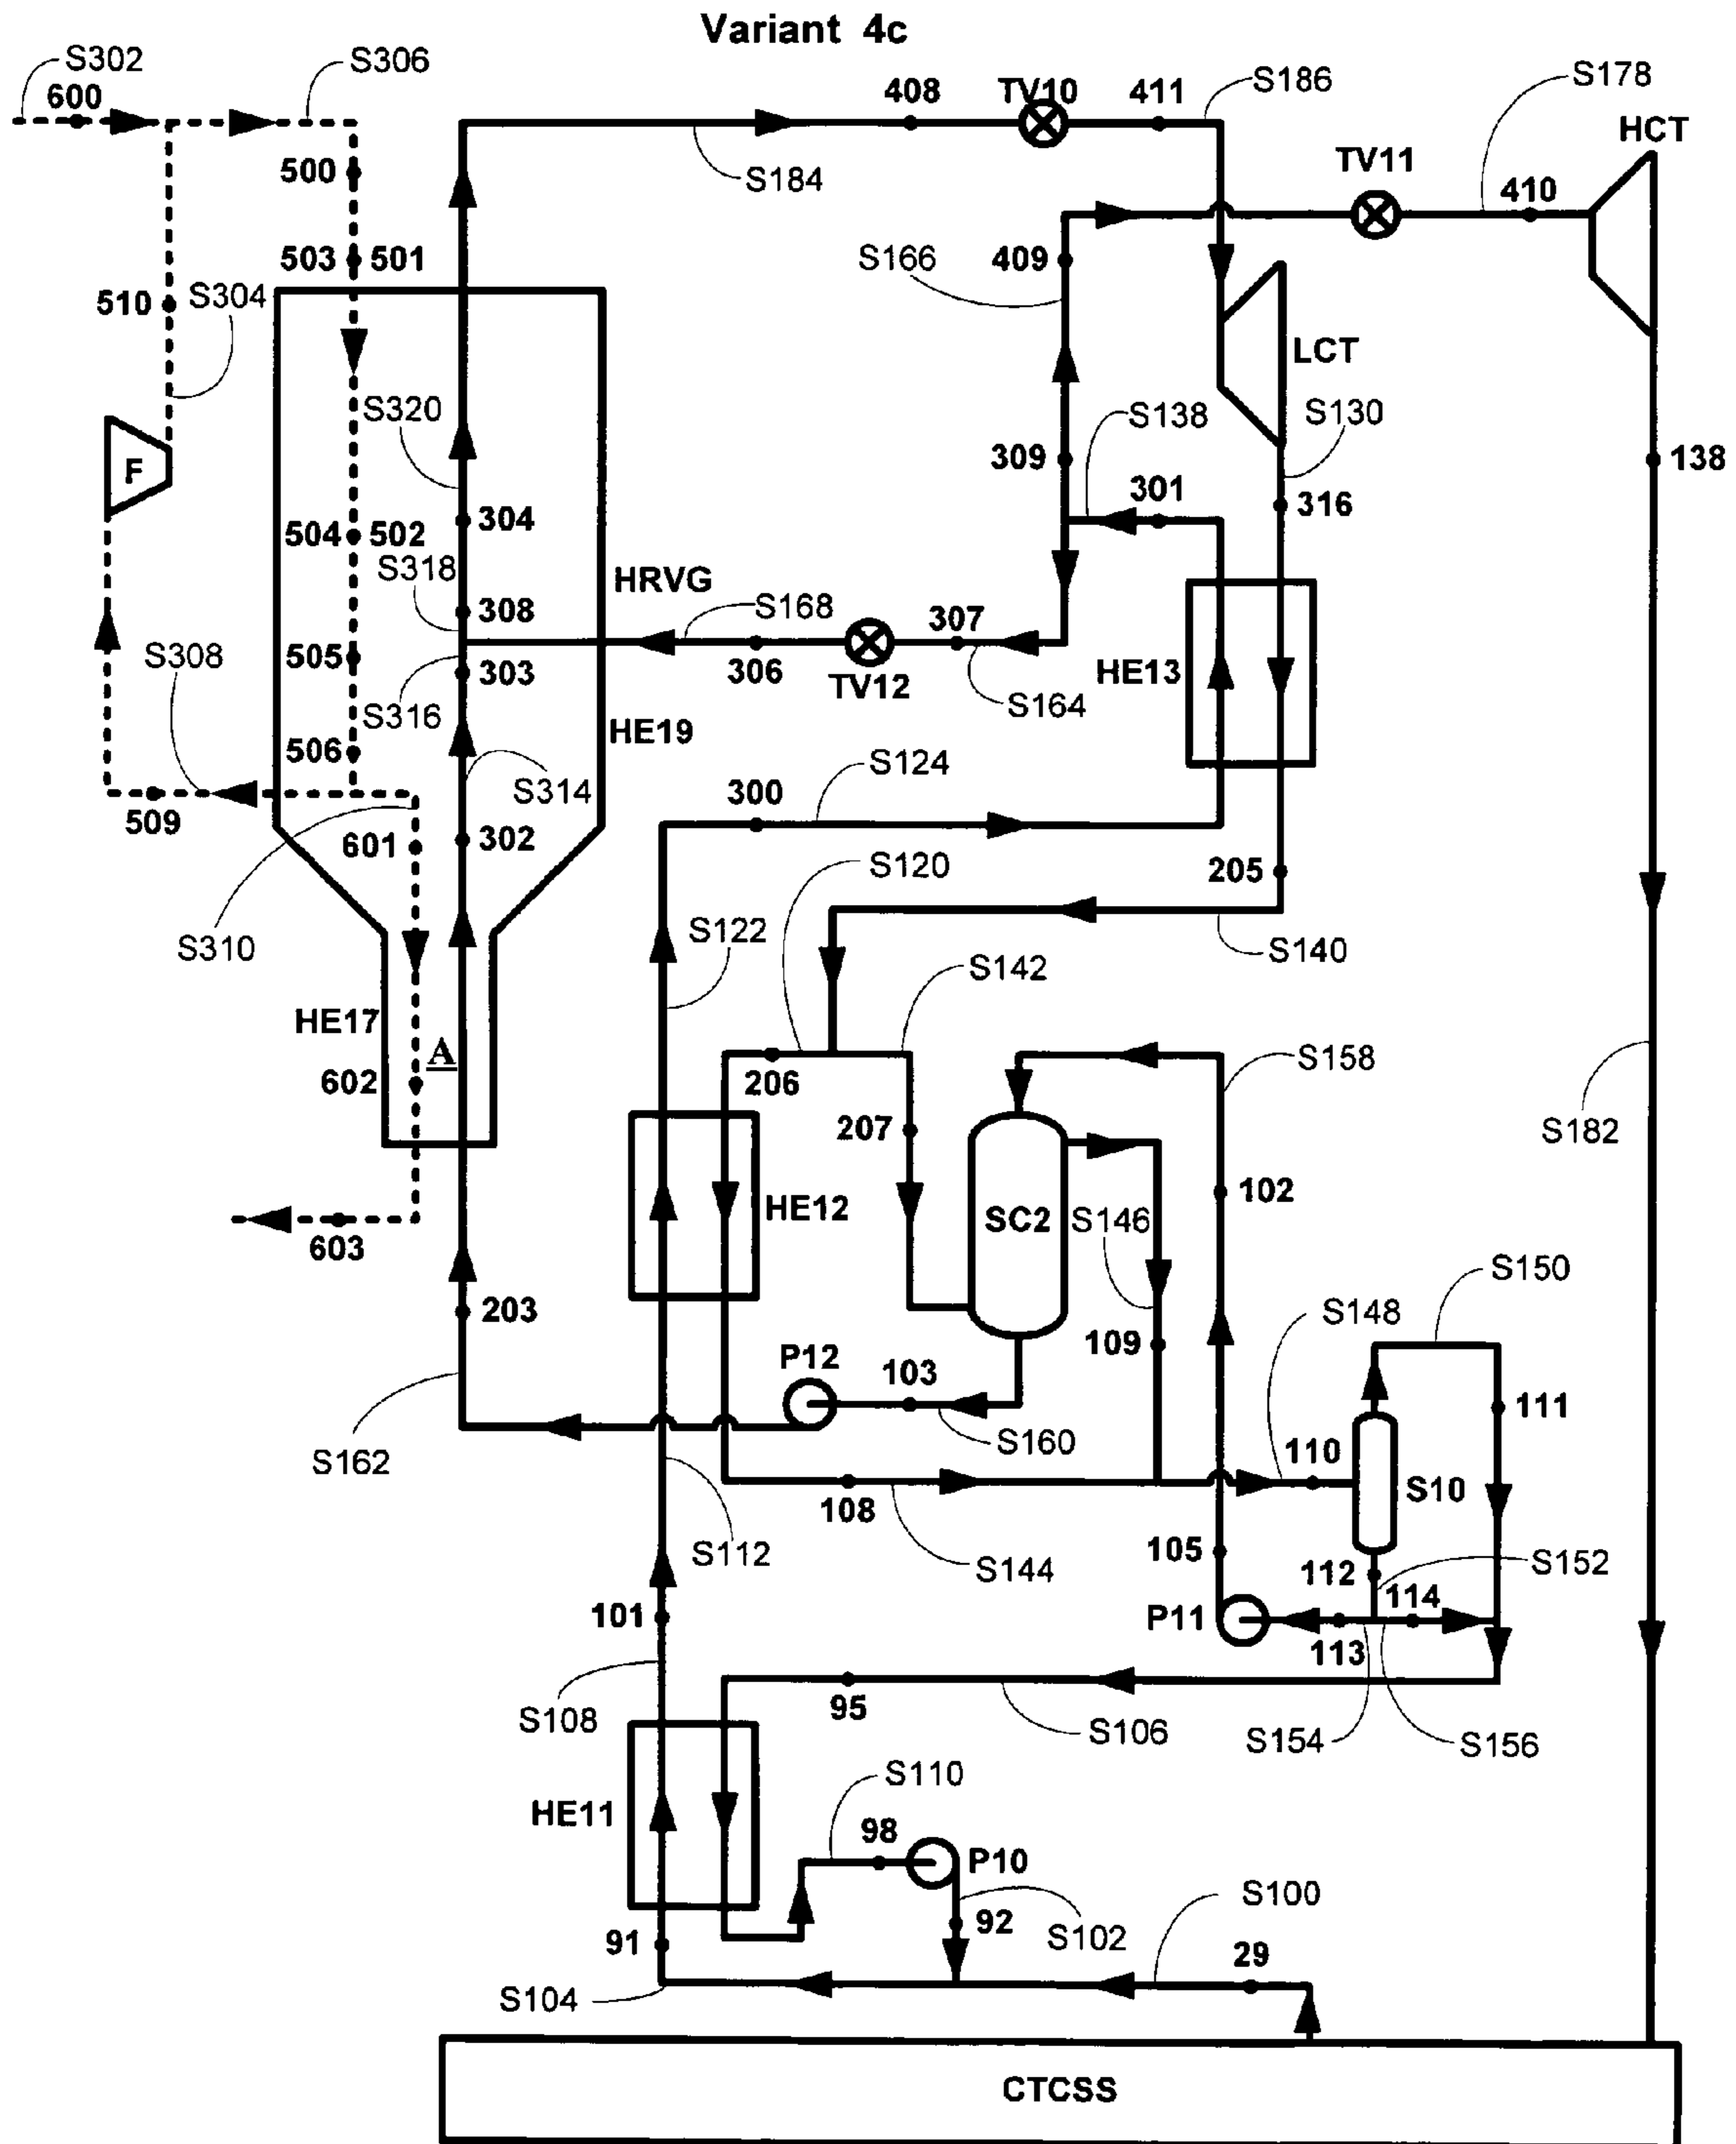 Variant 4c
S302
600
S306
408
TV10
411
S186
S178
HCT
500
S184
TV11
410
503
501
S166
409
510
S304
LCT
S320
S138
S130
F
309
301
316
138
304
504
502
S318
308
HRVG
S168
307
S308
505
303
306
TV12
S164
HE13
S316
HE19
506
S314
S124
300
509
601
302
S120
205
S310
S122
S142
S140
HE17
A
602
206
S158
207
S182
HE12
SC2
S146
102
603
S150
203
S148
P12
103
109
111
S162
S160
110
S10
108
S112
S144
105
112
S152
114
101
P11
113
95
S108
S106
S154
S156
S110
HE11
98
P10
S100
91
92
S102
29
S104
CTCSS